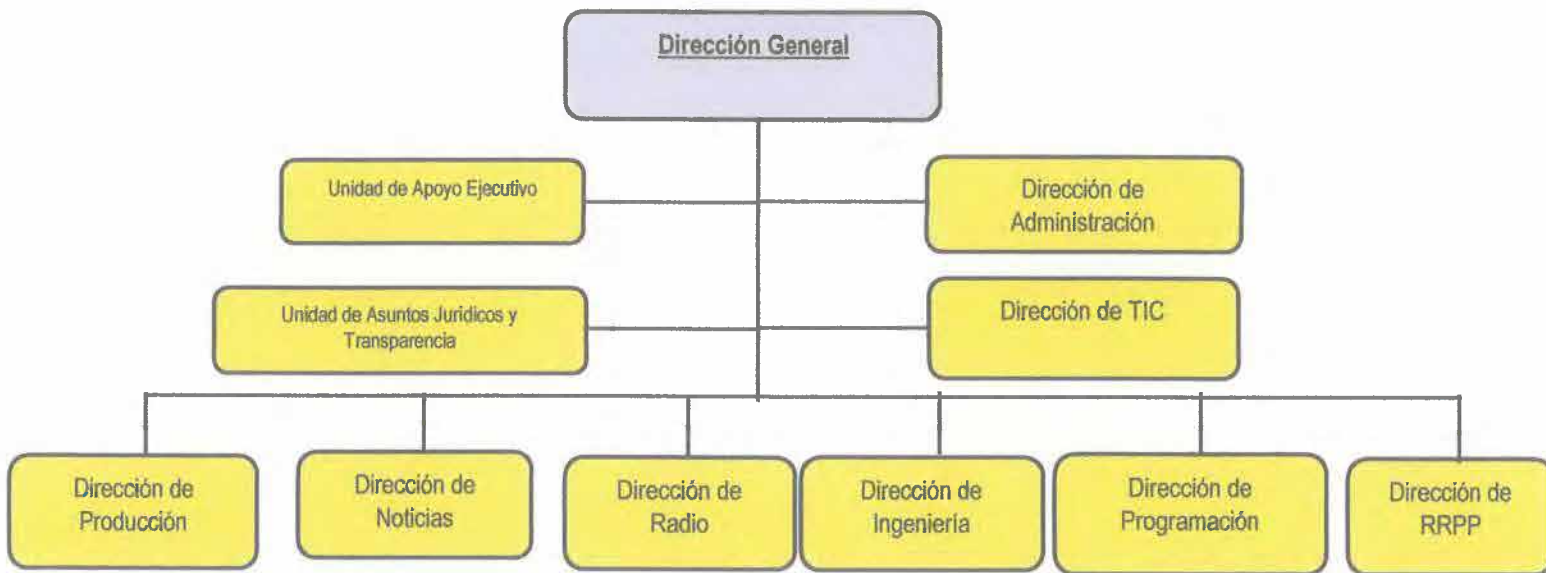 Dirección General
Unidad de Apoyo Ejecutivo
Dirección de
Administración
Unidad de Asuntos Jurídicos y
Transparencia
Dirección de TIC
Dirección de
Producción
Dirección de
Noticias
Dirección de
Radio
Dirección de
Ingeniería
Dirección de
Programación
Dirección de
RRPP